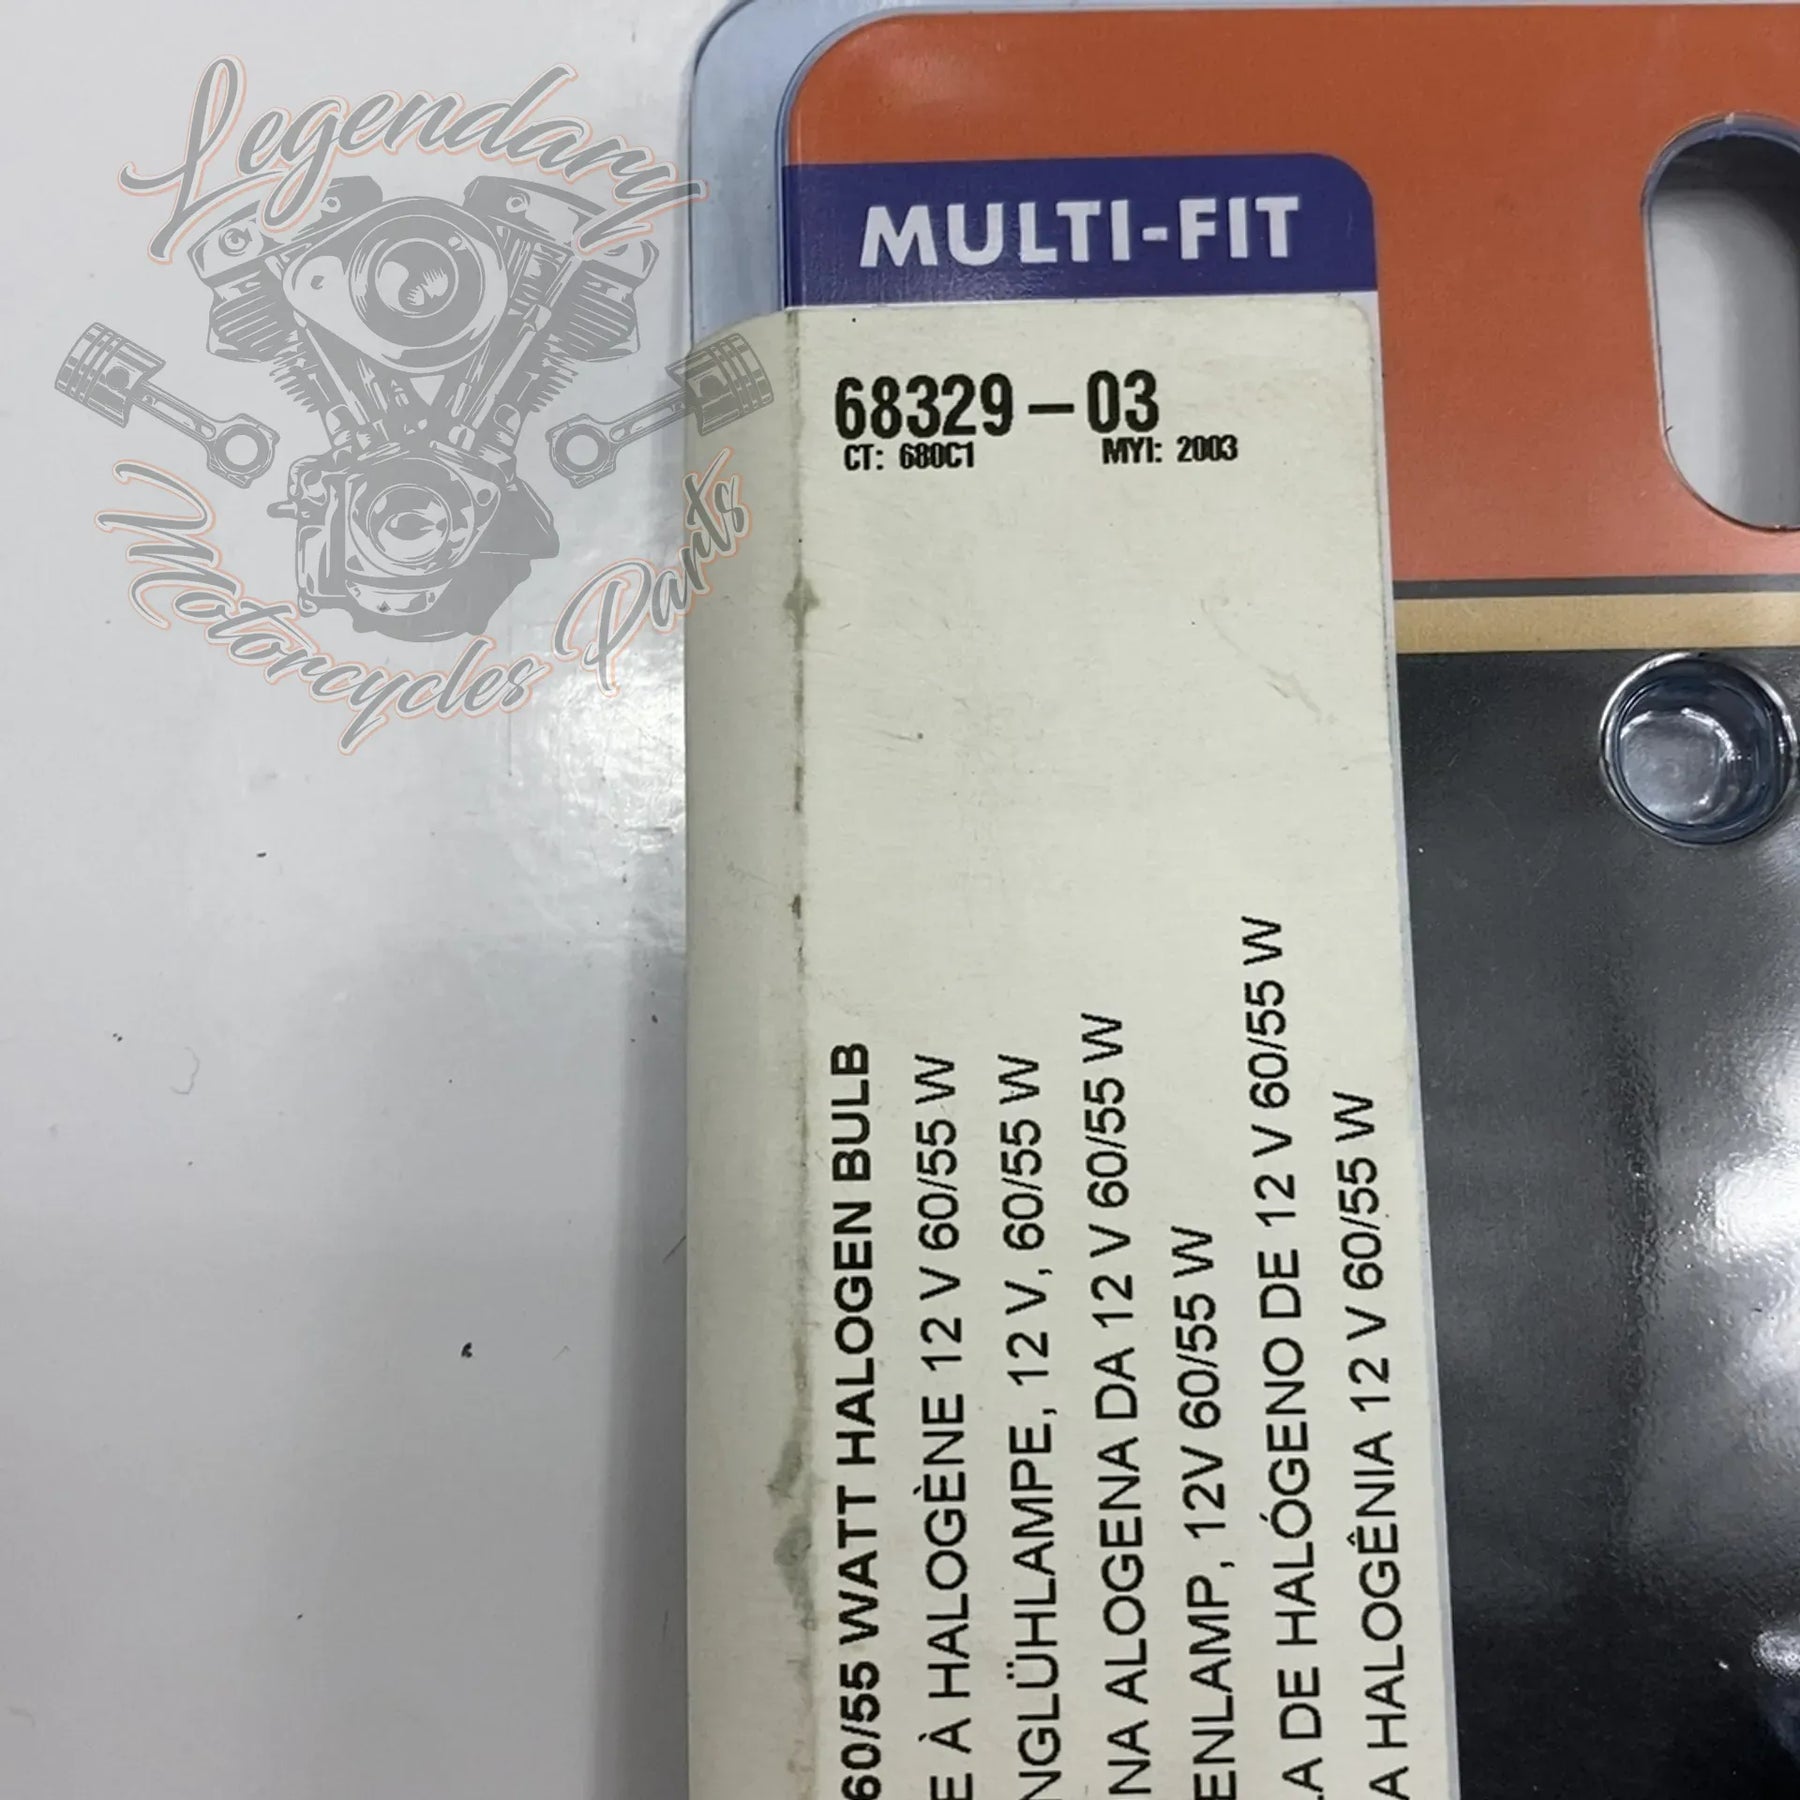 Legendary
Motorcycles Parts
MULTI-FIT
68329-03
CT: 680C1 MYI: 2003
60/55 WATT HALOGEN BULB
E À HALOGÈNE 12 V 60/55 W
NGLÜHLAMPE, 12 V, 60/55 W
NA ALOGENA DA 12 V 60/55 W
ENLAMP, 12V 60/55 W
LA DE HALÓGENO DE 12 V 60/55 W
A HALOGÊNIA 12 V 60/55 W